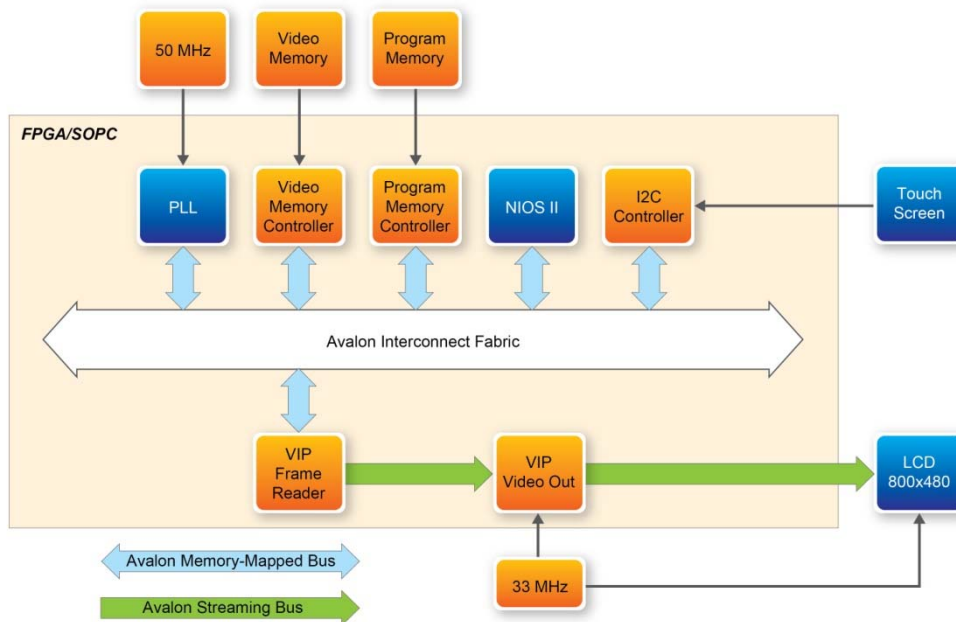 50 MHz
Video
Memory
Program
Memory
FPGA/SOPC
PLL
Video
Memory
Controller
Program
Memory
Controller
NIOS II
I2C
Controller
Touch
Screen
Avalon Interconnect Fabric
VIP
Frame
Reader
VIP
Video Out
LCD
800x480
Avalon Memory-Mapped Bus
33 MHz
Avalon Streaming Bus